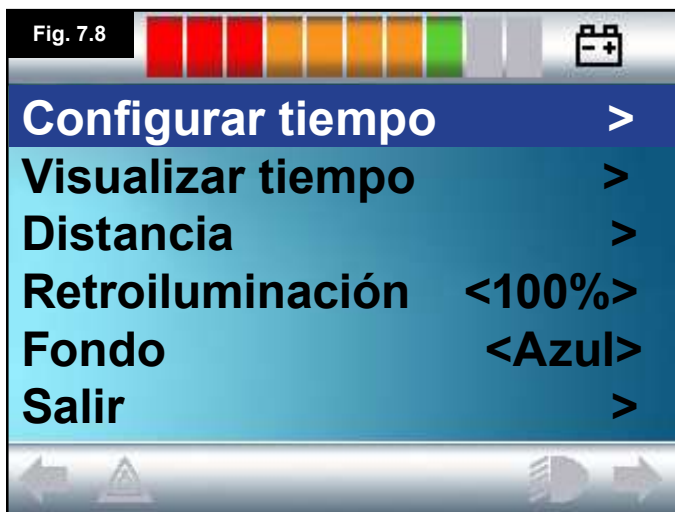 Fig. 7.8
Configurar tiempo >
Visualizar tiempo >
Distancia >
Retroiluminación <100%>
Fondo <Azul>
Salir >